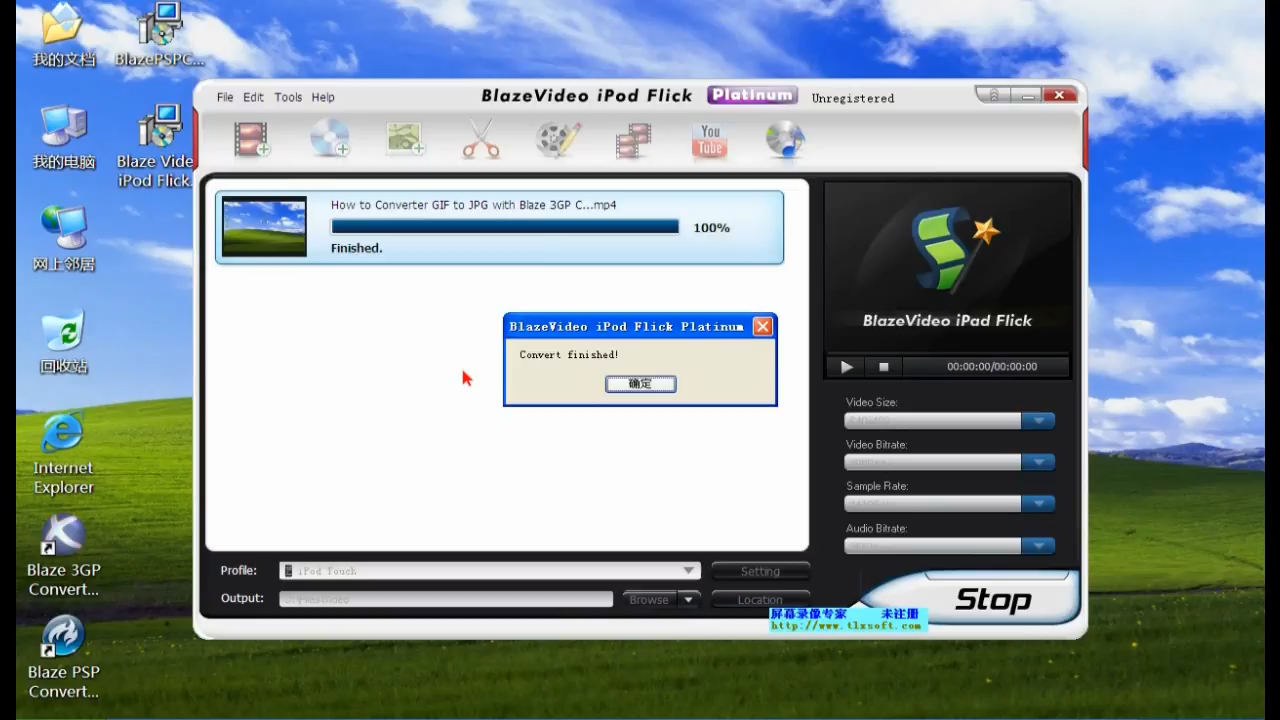 我的文档
BlazePSPC...
我的电脑
Blaze Vide
iPod Flick.
网上邻居
回收站
Internet
Explorer
Blaze 3GP
Convert...
Blaze PSP
Convert...
File Edit Tools Help
BlazeVideo iPod Flick Platinum Unregistered
You
Tube
How to Converter GIF to JPG with Blaze 3GP C...mp4
100%
Finished.
BlazeVideo iPod Flick Platinum
Convert finished!
确定
BlazeVideo iPad Flick
00:00:00/00:00:00
Video Size:
Video Bitrate:
Sample Rate:
Audio Bitrate:
Profile: iPod Touch Setting
Output: Browse Location
Stop
屏幕录像专家 未注册
http://www.tlxsoft.com